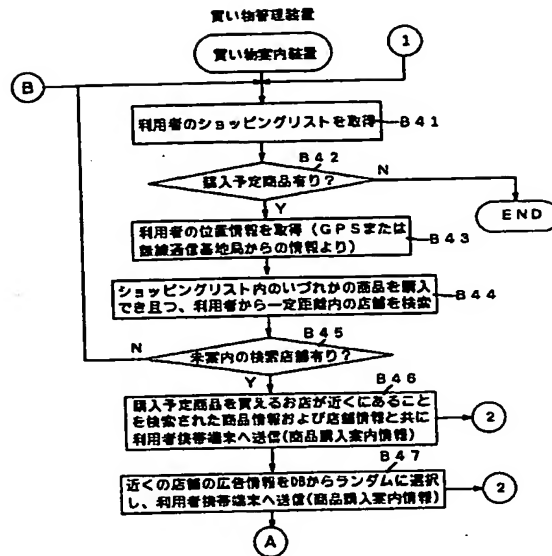 買い物管理装置
買い物案内装置
1
B
利用者のショッピングリストを取得
B41
B42
購入予定商品有り？
N
Y
END
利用者の位置情報を取得（GPSまたは
無線通信基地局からの情報より）
B43
ショッピングリスト内のいづれかの商品を購入
でき且つ、利用者から一定距離内の店舗を検索
B44
B45
N
未案内の検索店舗有り？
Y
B46
購入予定商品を買えるお店が近くにあること
を検索された商品情報および店舗情報と共に
利用者携帯端末へ送信(商品購入案内情報)
2
B47
近くの店舗の広告情報をDBからランダムに選択
し、利用者携帯端末へ送信(商品購入案内情報)
2
A